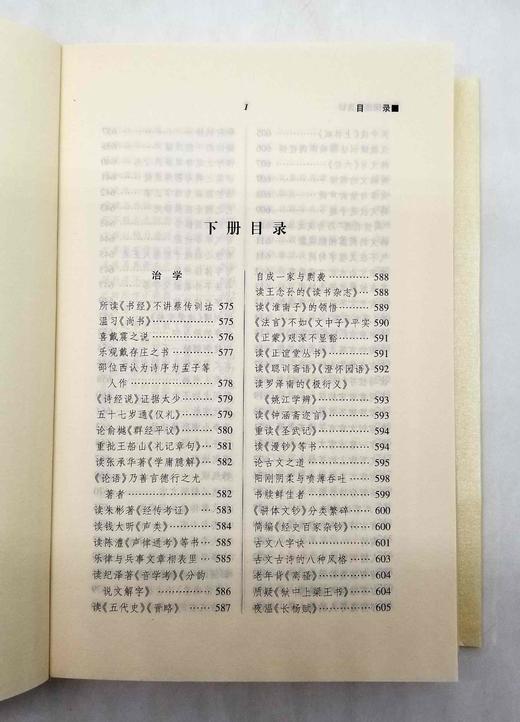 1
目 录■
下册目录
治 学
所读《书经》不讲蔡传训诂 575
温习《尚书》 575
喜戴震之说 576
乐观戴存庄之书 577
邵位西认为诗序为孟子等
人作 578
《诗经说》证据太少 579
五十七岁通《仪礼》 579
论俞樾《群经平议》 580
重批王船山《礼记章句》 581
读张承华著《学庸臆解》 582
《论语》乃善言德行之尤
著者 582
读朱彬著《经传考证》 583
读钱大昕《声类》 584
读陈澧《声律通考》等书 585
乐律与兵事文章相表里 585
读纪泽著《音学考》《分韵
说文解字》 586
读《五代史》《晋略》 587
自成一家与剽袭 588
读王念孙的《读书杂志》 588
读《淮南子》的领悟 589
《法言》不如《文中子》平实 590
《正蒙》艰深不显豁 591
读《正谊堂丛书》 591
读《聪训斋语》《澄怀园语》 592
读罗泽南的《极衍义》
《姚江学辨》 593
读《钟涵斋迩言》 593
重读《圣武记》 594
读《漫钞》等书 594
论古文之道 595
阳刚阴柔与喷薄吞吐 598
书牍鲜生者 599
《骈体文钞》分类繁碎 600
简编《经史百家杂钞》 600
古文八字诀 603
古文古诗的八种风格 603
老年背《离骚》 604
质疑《狱中上梁王书》 604
夜温《长杨赋》 605